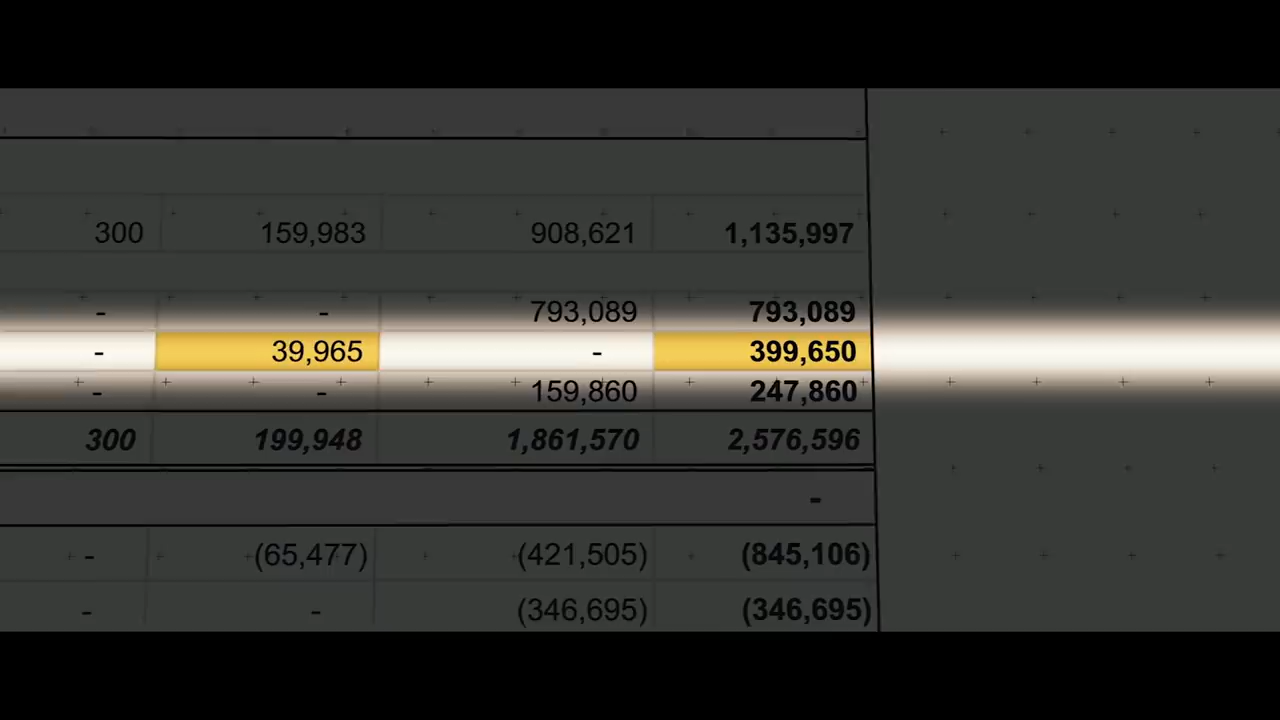 300 159,983 908,621 1,135,997
- - 793,089 793,089
- 39,965 - 399,650
- - 159,860 247,860
300 199,948 1,861,570 2,576,596
-
- (65,477) (421,505) (845,106)
- - (346,695) (346,695)